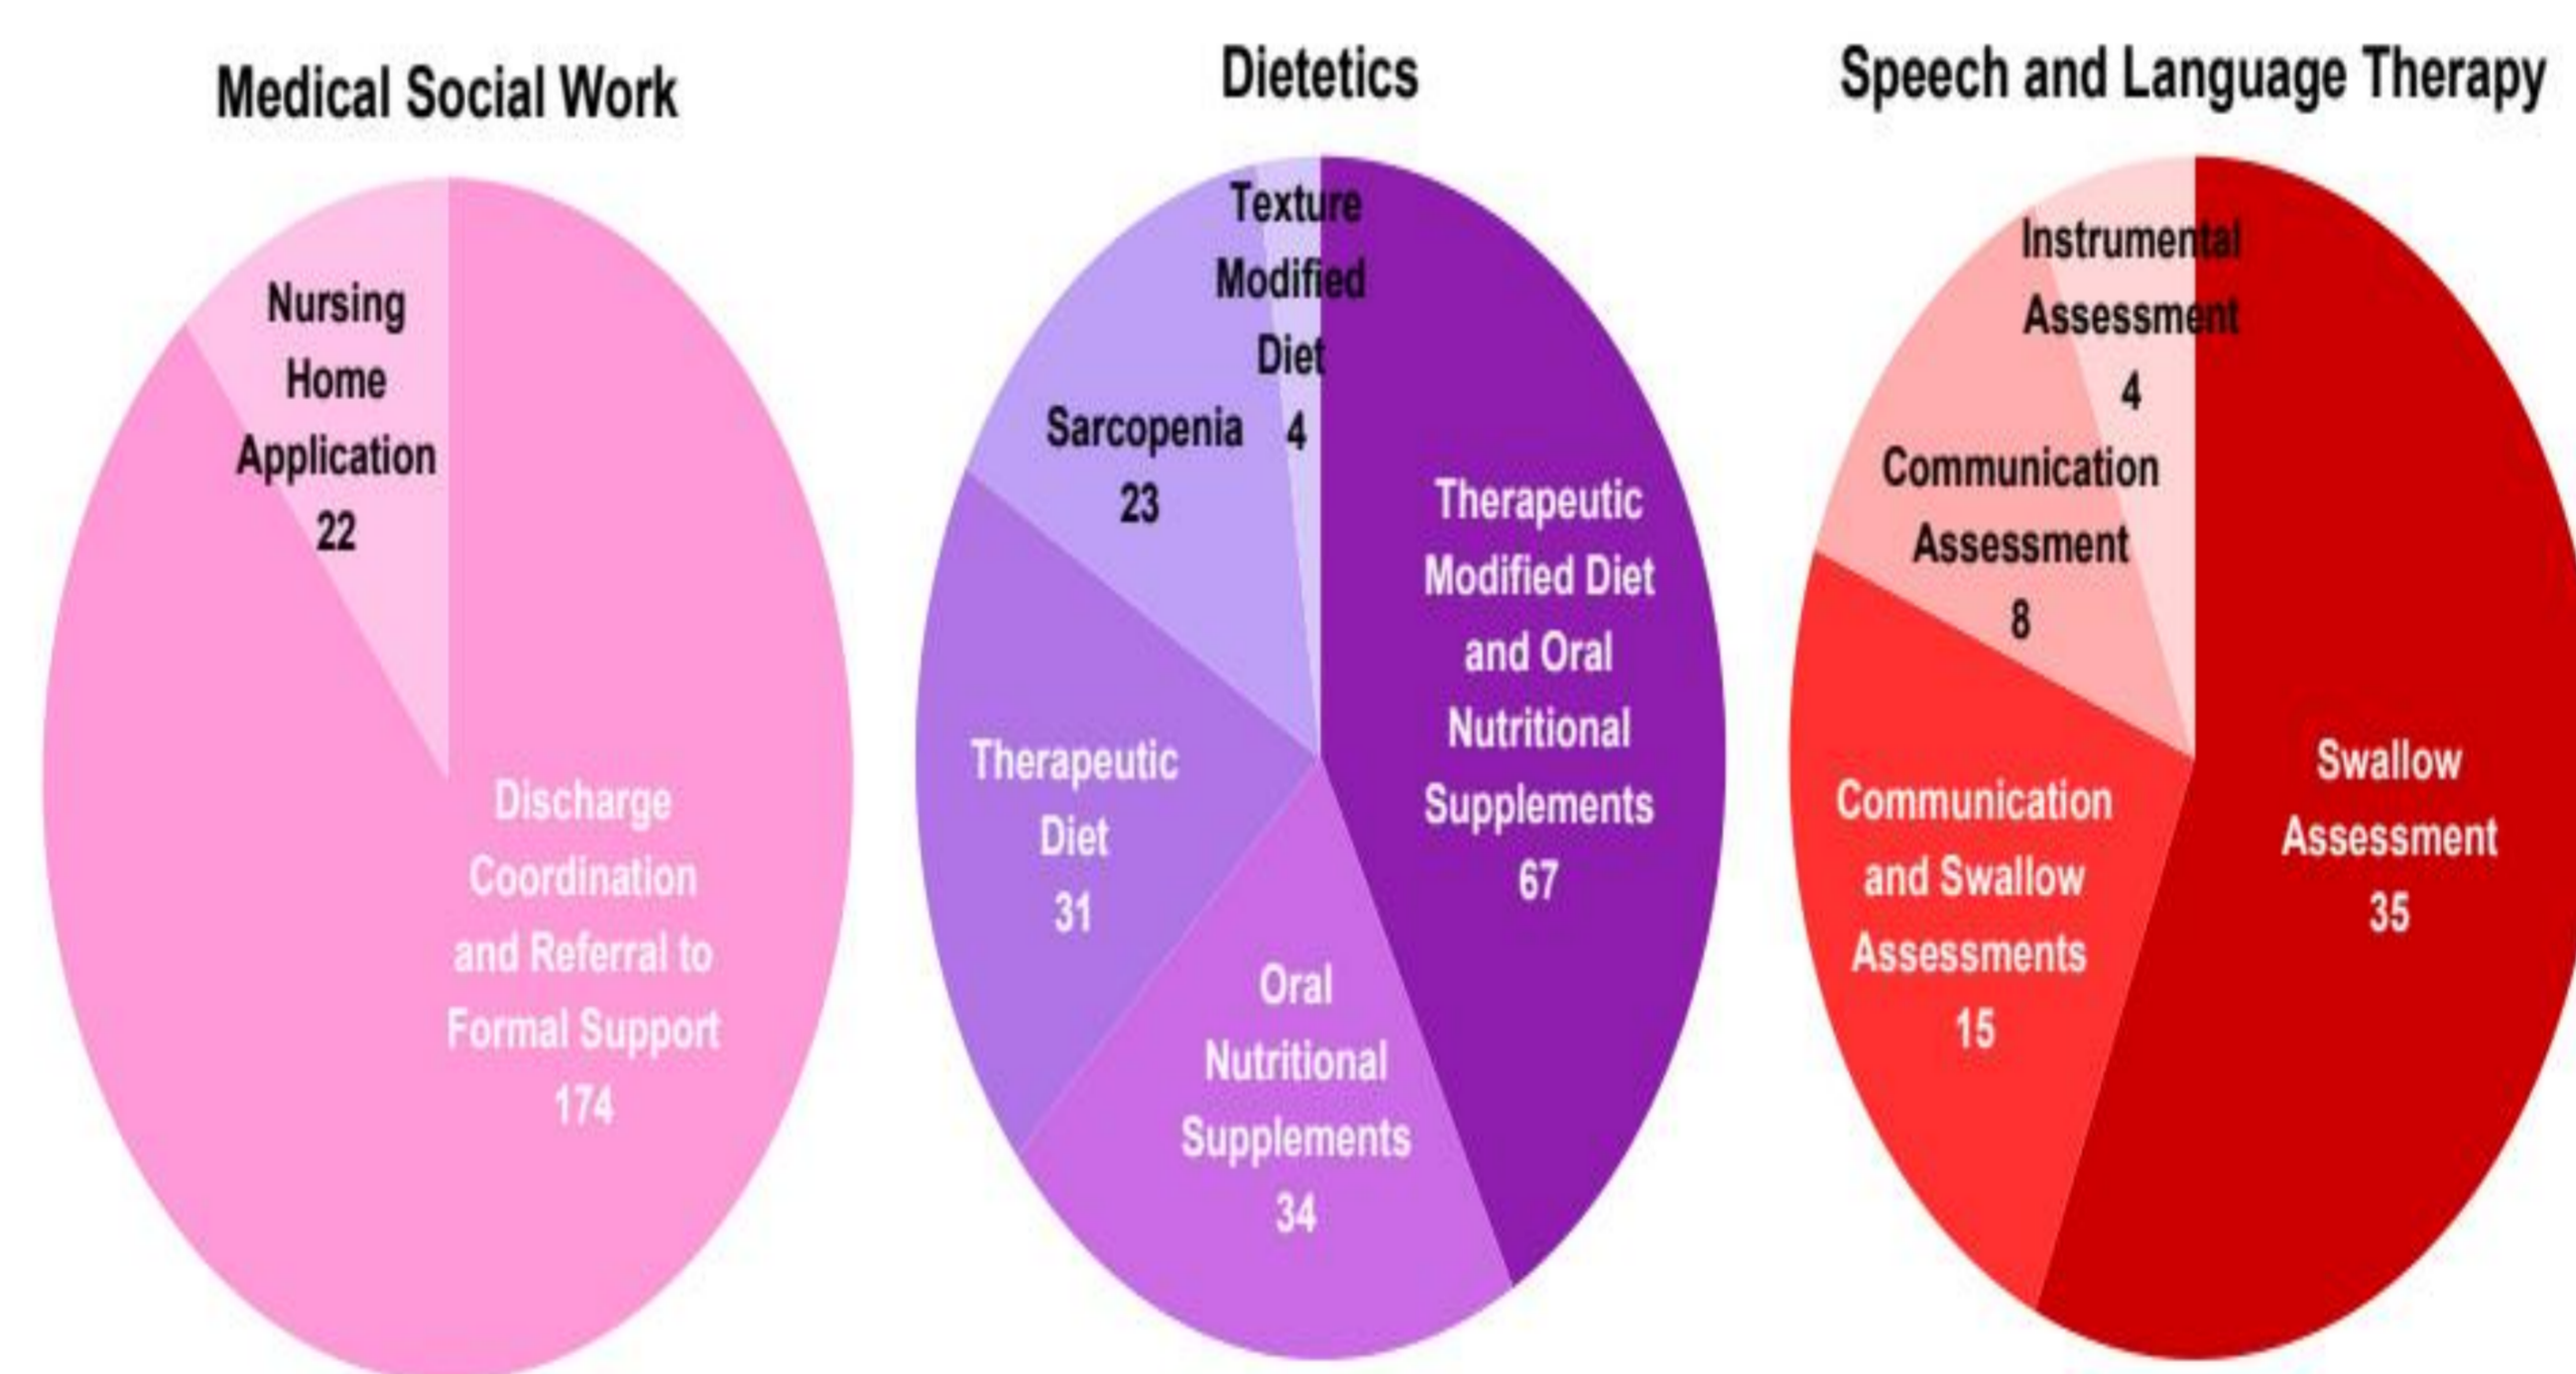 Medical Social Work
Nursing
Home
Application
22
Discharge
Coordination
and Referral to
Formal Support
174
Dietetics
Texture
Modified
Diet
4
Sarcopenia
23
Therapeutic
Modified Diet
and Oral
Nutritional
Supplements
67
Therapeutic
Diet
31
Oral
Nutritional
Supplements
34
Speech and Language Therapy
Instrumental
Assessment
4
Communication
Assessment
8
Communication
and Swallow
Assessments
15
Swallow
Assessment
35